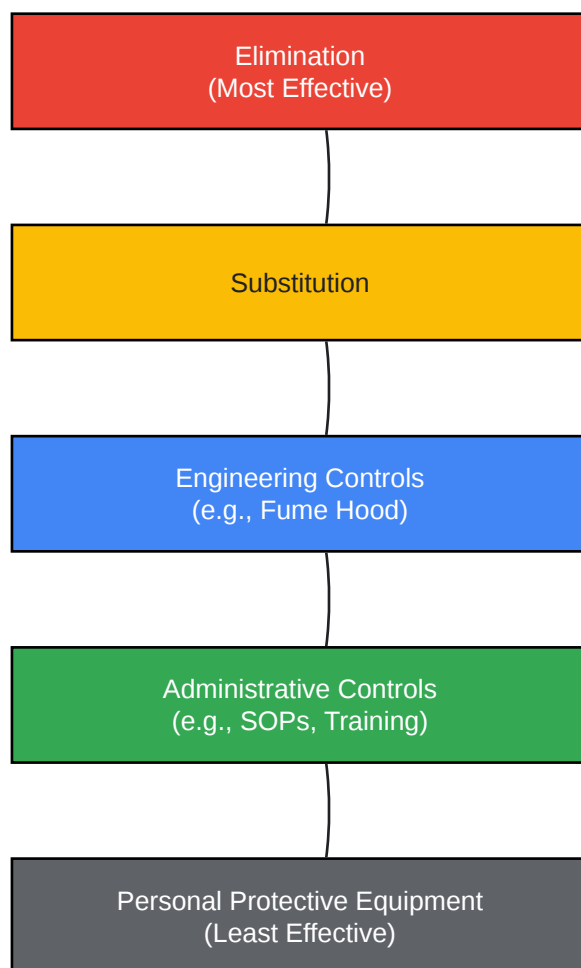 Elimination
(Most Effective)
Substitution
Engineering Controls
(e.g., Fume Hood)
Administrative Controls
(e.g., SOPs, Training)
Personal Protective Equipment
(Least Effective)